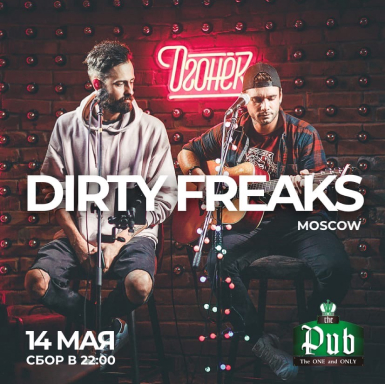 Огонёк
DIRTY FREAKS
MOSCOW
14 МАЯ
СБОР В 22:00
the
Pub
The ONE and ONLY